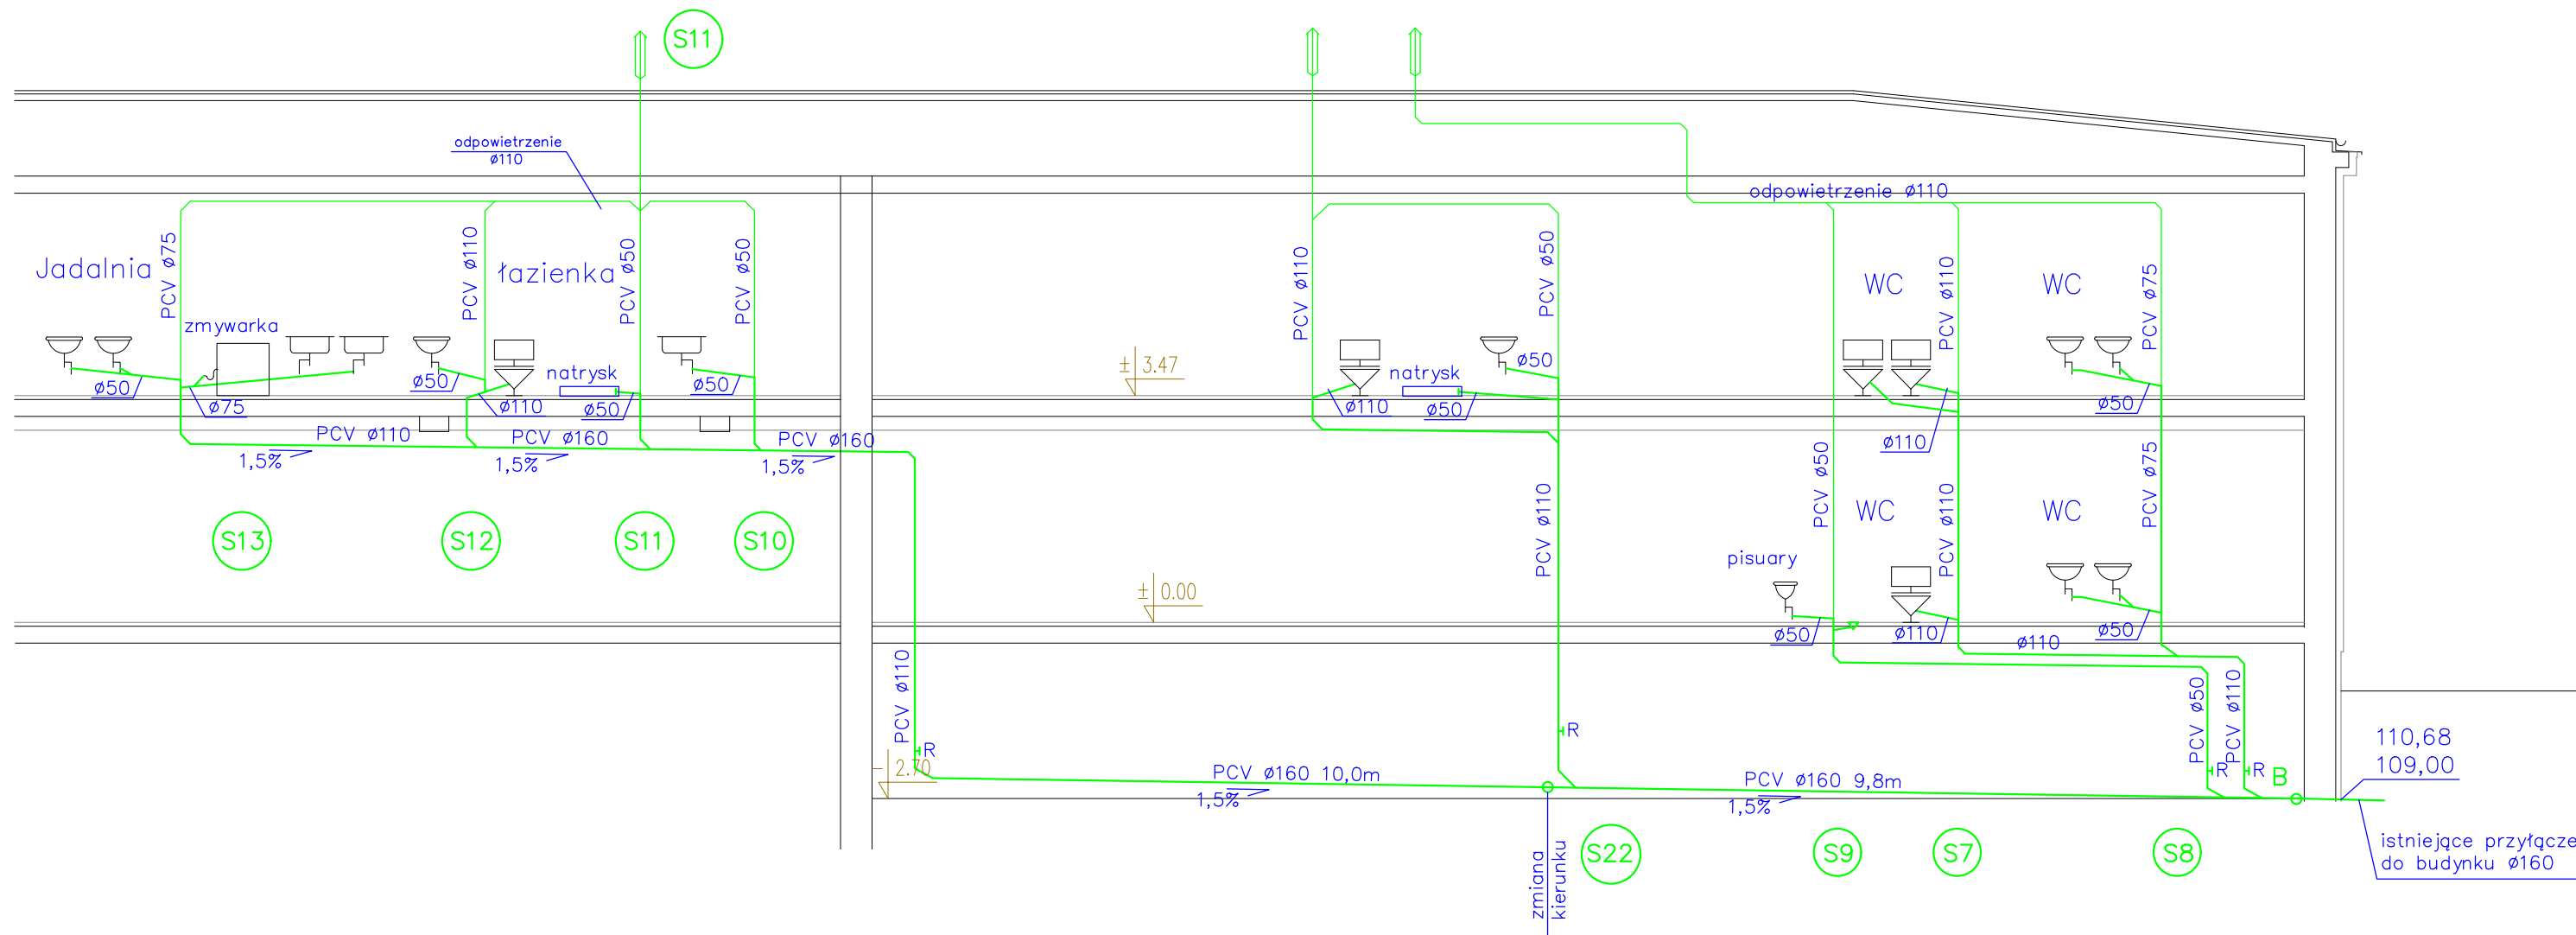 S11
odpowietrzenie
ø110
odpowietrzenie ø110
Jadalnia
PCV ø75
zmywarka
PCV ø110
łazienka
PCV ø50
PCV ø50
natrysk
ø50
ø75
ø50
ø110
ø50
ø50
PCV ø110
1,5%
PCV ø160
1,5%
PCV ø160
1,5%
S13
S12
S11
S10
± 3.47
± 0.00
- 2.70
PCV ø110
PCV ø50
natrysk
ø50
ø110
ø50
PCV ø110
WC
PCV ø110
WC
PCV ø75
ø110
ø50
PCV ø50
WC
PCV ø110
WC
PCV ø75
pisuary
ø50
ø110
ø110
ø50
PCV ø110
R
R
PCV ø50
PCV ø110
R
R
B
PCV ø160 10,0m
1,5%
PCV ø160 9,8m
1,5%
zmiana
kierunku
S22
S9
S7
S8
110,68
109,00
istniejące przyłącze
do budynku ø160